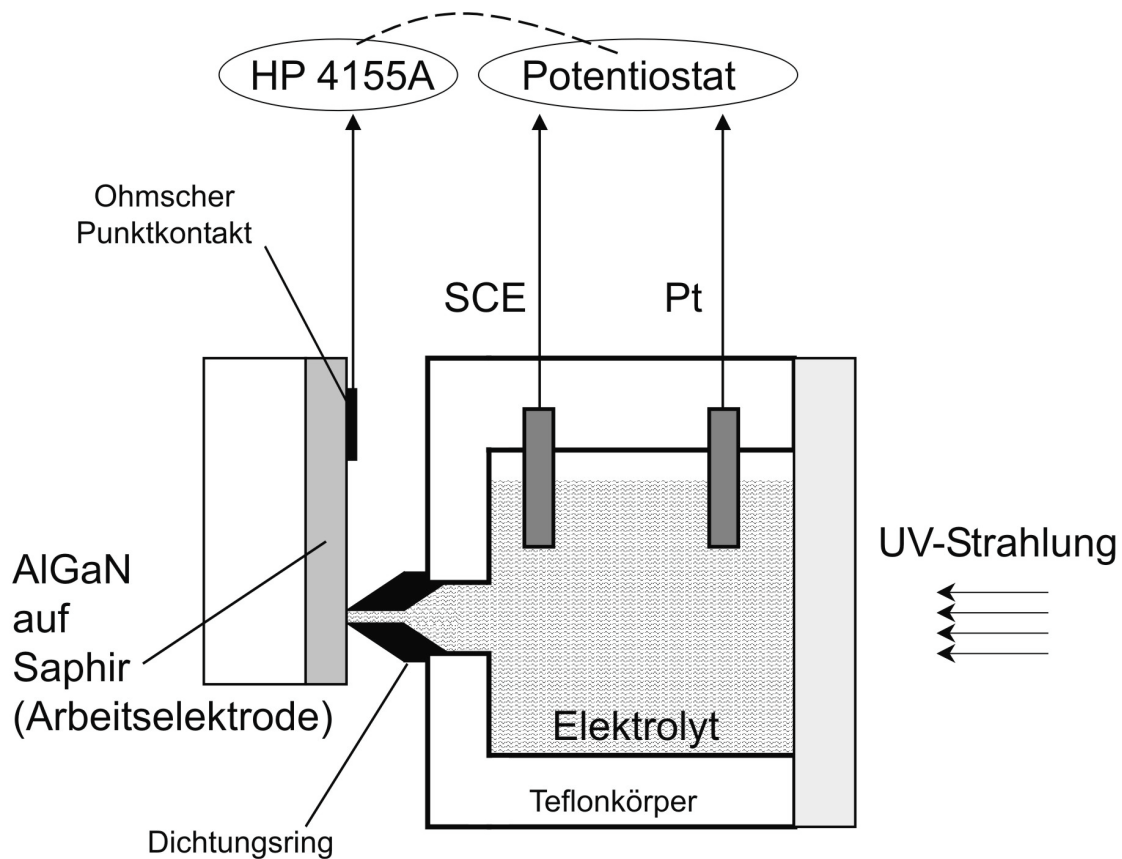 HP 4155A
Potentiostat
Ohmscher
Punktkontakt
SCE
Pt
UV-Strahlung
AlGaN
auf
Saphir
(Arbeitselektrode)
Elektrolyt
Teflonkörper
Dichtungsring